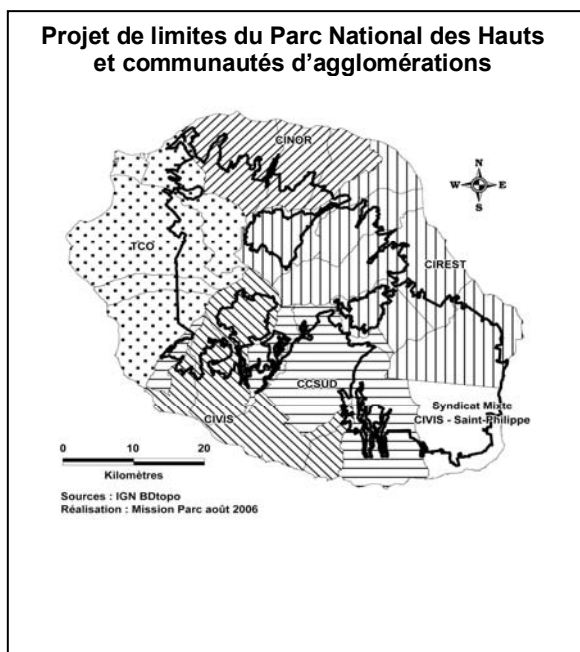 Projet de limites du Parc National des Hauts
et communautés d'agglomérations
CINOR
N
W E
S
TCO
CIREST
CCSUD
CIVIS
Syndicat Mixte
CIVIS - Saint-Philippe
0 10 20
Kilomètres
Sources : IGN BDtopo
Réalisation : Mission Parc août 2006